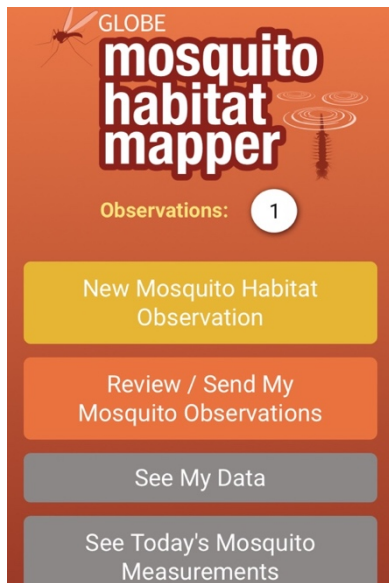 GLOBE
mosquito
habitat
mapper
Observations: 1
New Mosquito Habitat
Observation
Review / Send My
Mosquito Observations
See My Data
See Today's Mosquito
Measurements